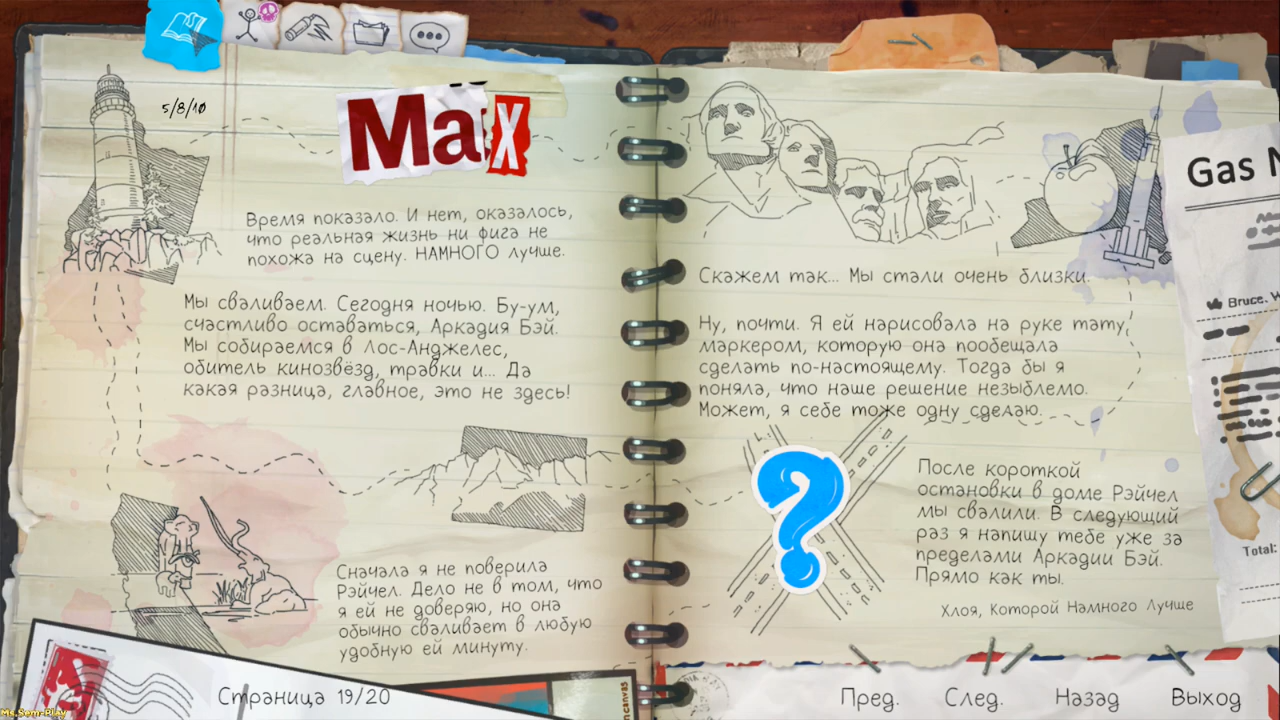 5/8/10
Max
Время показало. И нет, оказалось,
что реальная жизнь ни фига не
похожа на сцену. НАМНОГО лучше.
Мы сваливаем. Сегодня ночью. Бу-ум,
счастливо оставаться, Аркадия Бэй.
Мы собираемся в Лос-Анджелес,
обитель кинозвёзд, травки и... Да
какая разница, главное, это не здесь!
Сначала я не поверила
Рэйчел. Дело не в том, что
я ей не доверяю, но она
обычно сваливает в любую
удобную ей минуту.
Страница 19/20
Ms.Sem-Play
Скажем так... Мы стали очень близки.
Ну, почти. Я ей нарисовала на руке тату,
маркером, которую она пообещала
сделать по-настоящему. Тогда бы я
поняла, что наше решение незыблемо.
Может, я себе тоже одну сделаю.
?
После короткой
остановки в доме Рэйчел
мы свалили. В следующий
раз я напишу тебе уже за
пределами Аркадии Бэй.
Прямо как ты.
Хлоя, Которой Намного Лучше
Gas
Bruce. W
Total:
Пред. След. Назад Выход